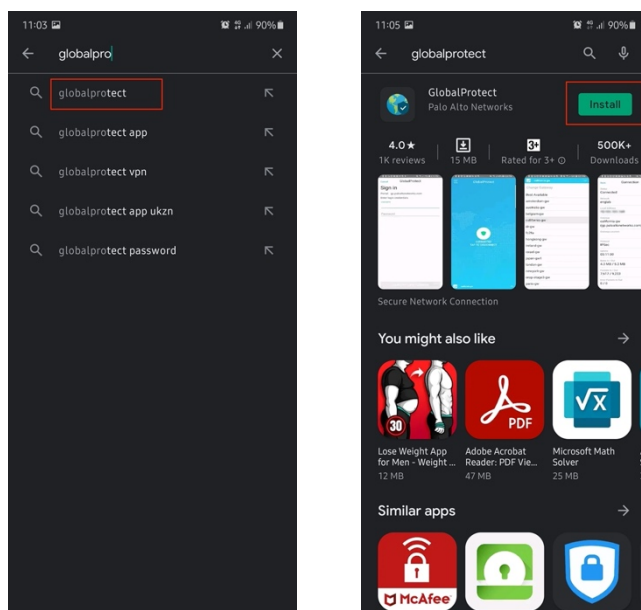 11:03
90%
globalpro
globalprotect
globalprotect app
globalprotect vpn
globalprotect app ukzn
globalprotect password
11:05
90%
globalprotect
GlobalProtect
Palo Alto Networks
Install
4.0★
1K reviews
15 MB
3+
Rated for 3+
500K+
Downloads
Sign In
Secure Network Connection
You might also like
30
PDF
√x
Lose Weight App
for Men - Weight ...
12 MB
Adobe Acrobat
Reader: PDF Vie...
47 MB
Microsoft Math
Solver
25 MB
Similar apps
McAfee